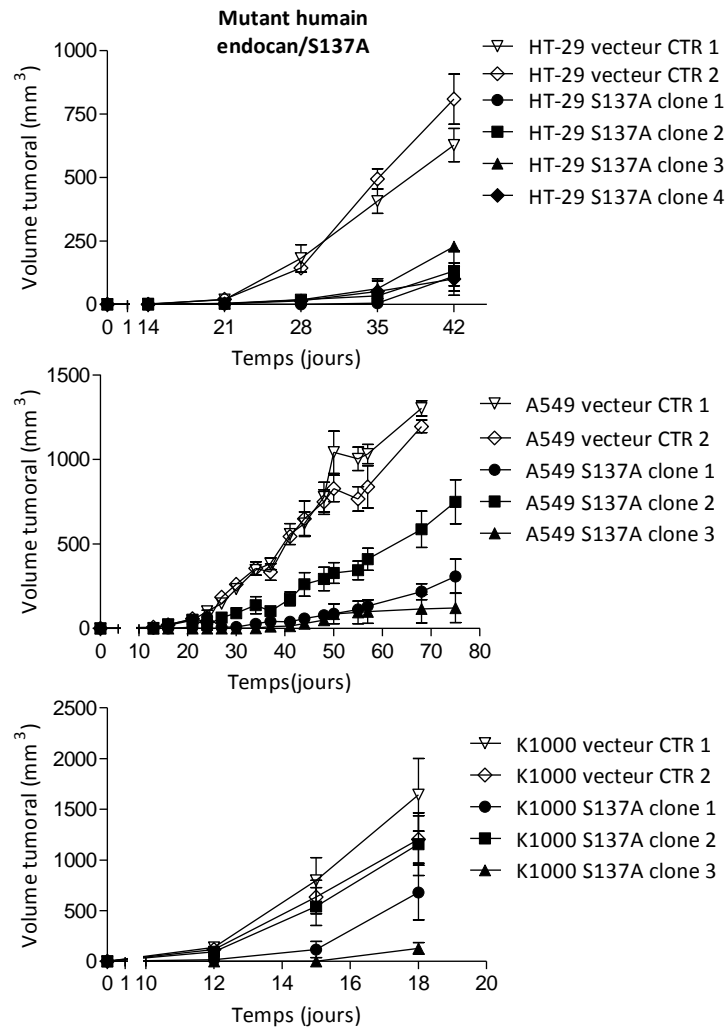 Mutant humain
endocan/S137A
Volume tumoral (mm³)
1000
750
500
250
0
0 1 14 21 28 35 42
Temps (jours)
HT-29 vecteur CTR 1
HT-29 vecteur CTR 2
HT-29 S137A clone 1
HT-29 S137A clone 2
HT-29 S137A clone 3
HT-29 S137A clone 4
Volume tumoral (mm³)
1500
1000
500
0
0 10 20 30 40 50 60 70 80
Temps(jours)
A549 vecteur CTR 1
A549 vecteur CTR 2
A549 S137A clone 1
A549 S137A clone 2
A549 S137A clone 3
Volume tumoral (mm³)
2500
2000
1500
1000
500
0
0 1 10 12 14 16 18 20
Temps (jours)
K1000 vecteur CTR 1
K1000 vecteur CTR 2
K1000 S137A clone 1
K1000 S137A clone 2
K1000 S137A clone 3